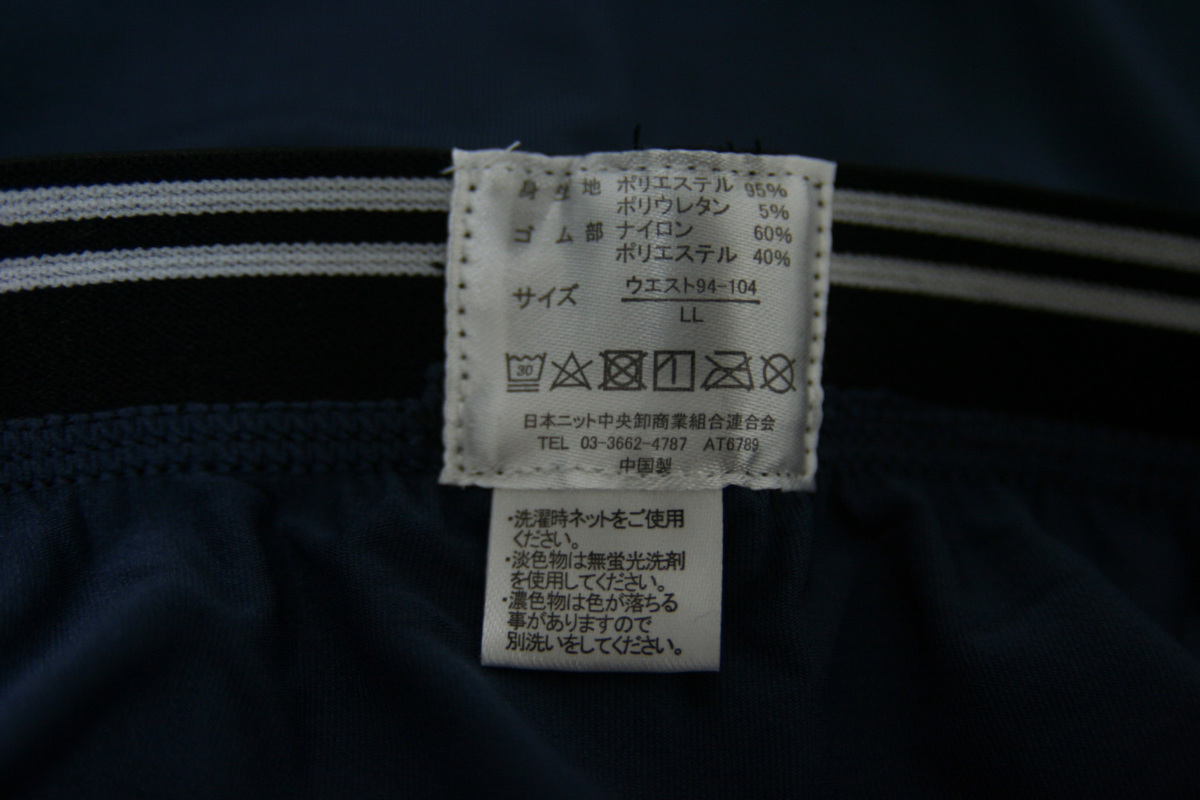 身生地 ポリエステル 95%
ポリウレタン 5%
ゴム部 ナイロン 60%
ポリエステル 40%
サイズ ウエスト94-104
LL
30
日本ニット中央卸商業組合連合会
TEL 03-3662-4787 AT6789
中国製
・洗濯時ネットをご使用
ください。
・淡色物は無蛍光洗剤
を使用してください。
・濃色物は色が落ちる
事がありますので
別洗いをしてください。